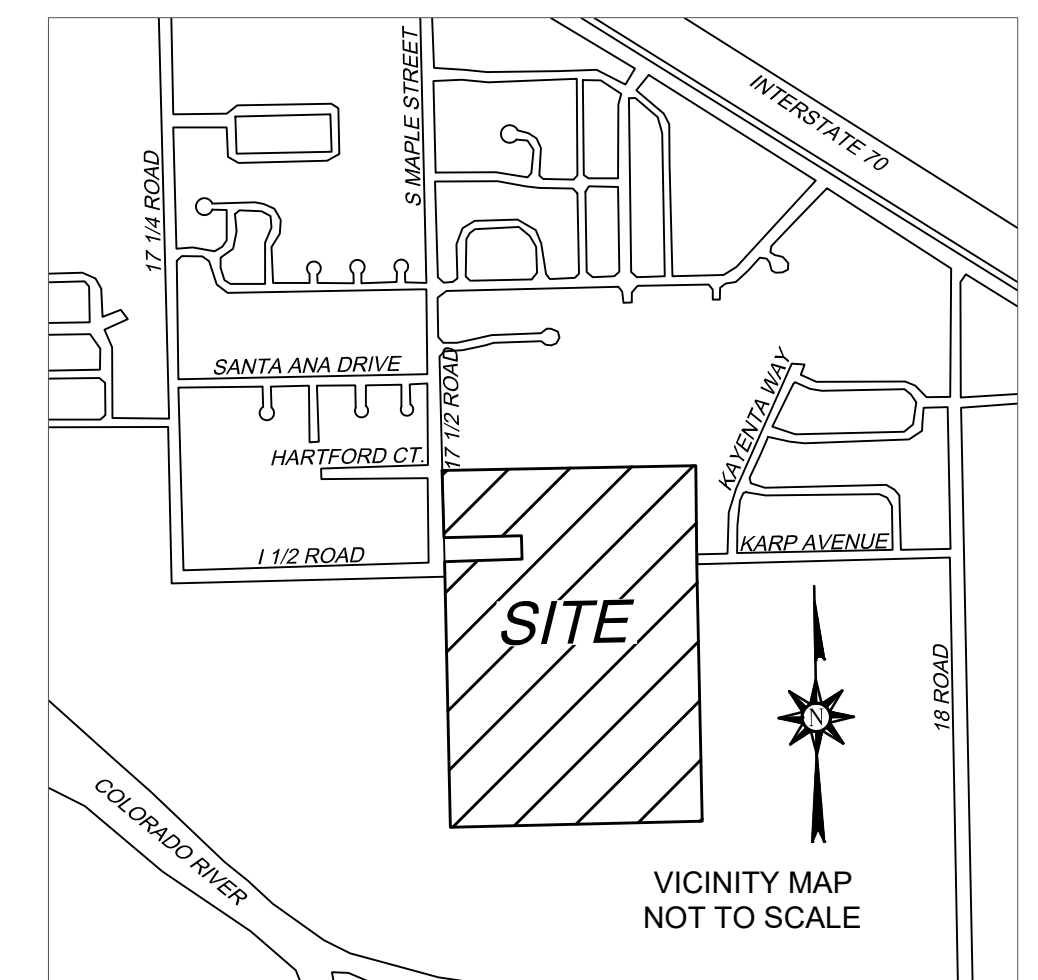 S MAPLE STREET
INTERSTATE 70
17 1/4 ROAD
SANTA ANA DRIVE
17 1/2 ROAD
KAYENTA WAY
HARTFORD CT.
I 1/2 ROAD
KARP AVENUE
SITE
18 ROAD
N
COLORADO RIVER
VICINITY MAP
NOT TO SCALE